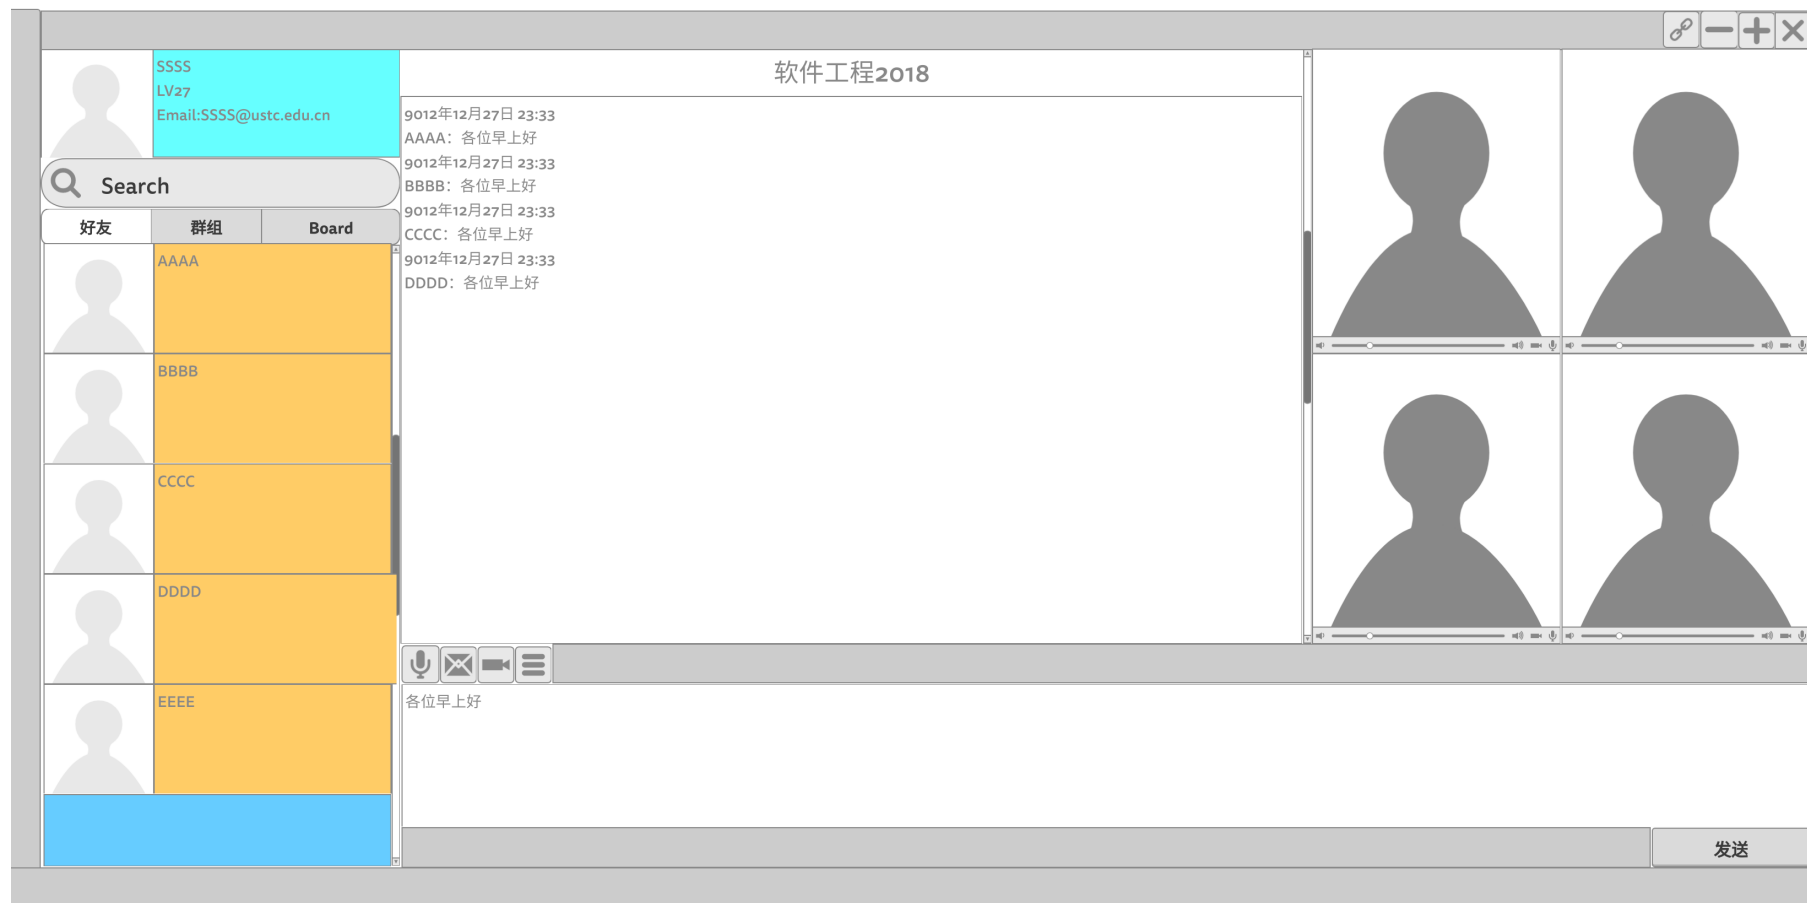 SSSS
LV27
Email:SSSS@ustc.edu.cn
Search
好友 群组 Board
AAAA
BBBB
CCCC
DDDD
EEEE
软件工程2018
9012年12月27日 23:33
AAAA：各位早上好
9012年12月27日 23:33
BBBB：各位早上好
9012年12月27日 23:33
CCCC：各位早上好
9012年12月27日 23:33
DDDD：各位早上好
各位早上好
发送